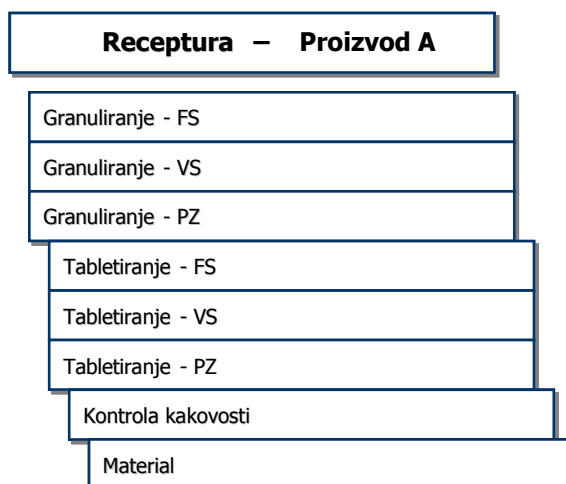 Receptura – Proizvod A
Granuliranje - FS
Granuliranje - VS
Granuliranje - PZ
Tabletiranje - FS
Tabletiranje - VS
Tabletiranje - PZ
Kontrola kakovosti
Material